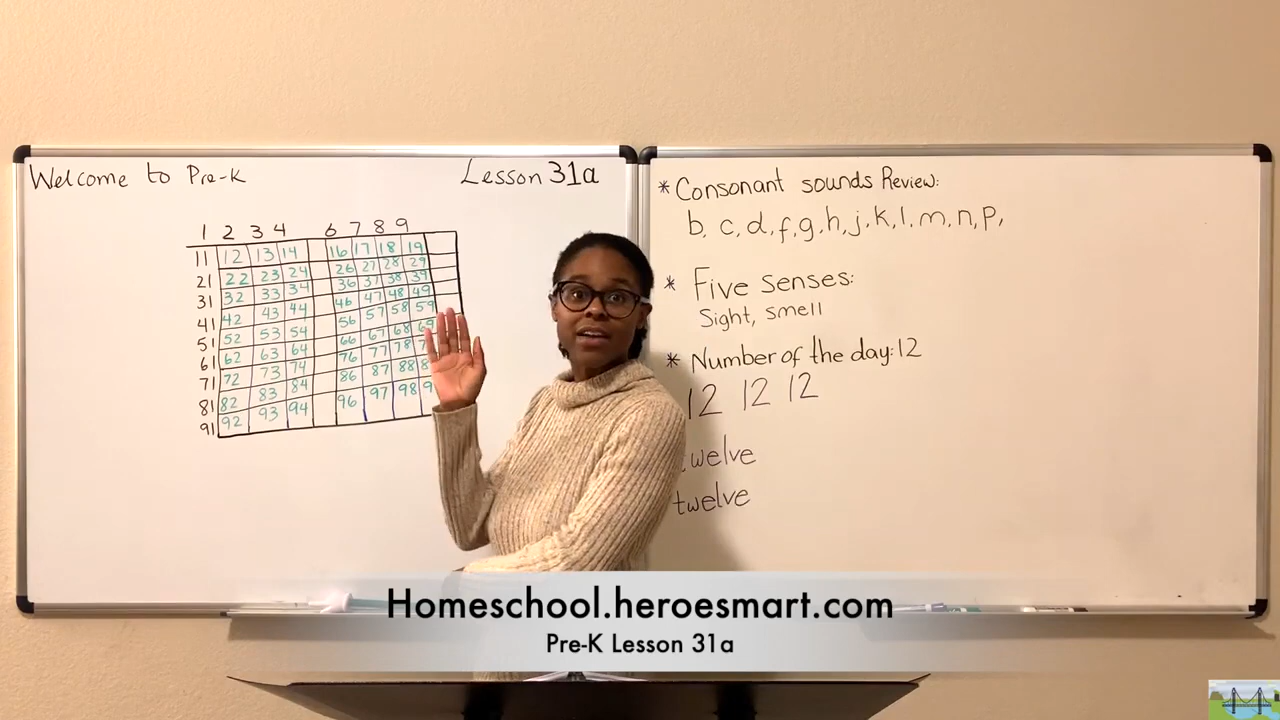 Welcome to Pre-K
Lesson 31a
1 2 3 4 6 7 8 9
11 12 13 14 16 17 18 19
21 22 23 24 26 27 28 29
31 32 33 34 36 37 38 39
41 42 43 44 46 47 48 49
51 52 53 54 56 57 58 59
61 62 63 64 66 67 68 69
71 72 73 74 76 77 78
81 82 83 84 86 87 88
91 92 93 94 96 97 98
* Consonant sounds Review:
b, c, d, f, g, h, j, k, l, m, n, p,
* Five senses:
Sight, smell
* Number of the day: 12
12 12 12
twelve
twelve
Homeschool.heroesmart.com
Pre-K Lesson 31a